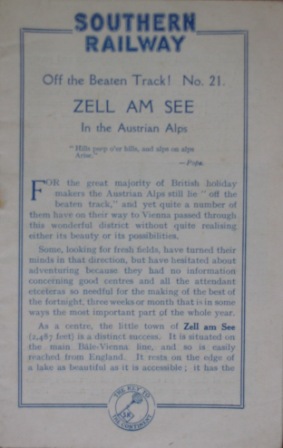 SOUTHERN
RAILWAY
Off the Beaten Track! No. 21.
ZELL AM SEE
In the Austrian Alps
"Hills peep o'er hills, and alps on alps
Arise."
—Pope.
FOR the great majority of British holiday
makers the Austrian Alps still lie "off the
beaten track," and yet quite a number of
them have on their way to Vienna passed through
this wonderful district without quite realising
either its beauty or its possibilities.
Some, looking for fresh fields, have turned their
minds in that direction, but have hesitated about
adventuring because they had no information
concerning good centres and all the attendant
etceteras so needful for the making of the best of
the fortnight, three weeks or month that is in some
ways the most important part of the whole year.
As a centre, the little town of Zell am See
(2,487 feet) is a distinct success. It is situated on
the main Bâle-Vienna line, and so is easily
reached from England. It rests on the edge of
a lake as beautiful as it is accessible; it has the
THE KEY TO
THE CONTINENT